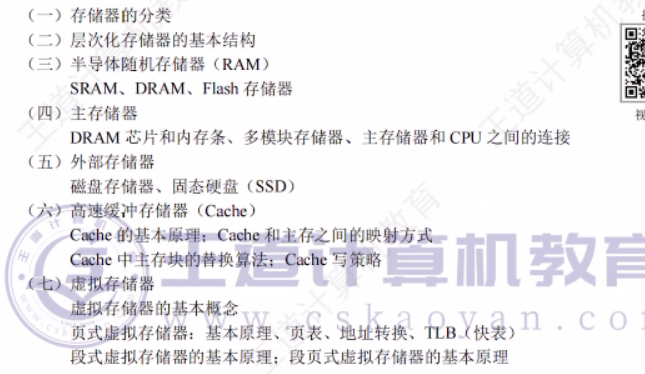 （一）存储器的分类
（二）层次化存储器的基本结构
（三）半导体随机存储器（RAM）
SRAM、DRAM、Flash 存储器
（四）主存储器
DRAM 芯片和内存条、多模块存储器、主存储器和 CPU 之间的连接
（五）外部存储器
磁盘存储器、固态硬盘（SSD）
（六）高速缓冲存储器（Cache）
Cache 的基本原理；Cache 和主存之间的映射方式
Cache 中主存块的替换算法；Cache 写策略
（七）虚拟存储器
虚拟存储器的基本概念
页式虚拟存储器：基本原理、页表、地址转换、TLB（快表）
段式虚拟存储器的基本原理；段页式虚拟存储器的基本原理
王道计算机教育
www.cskaoyan.co